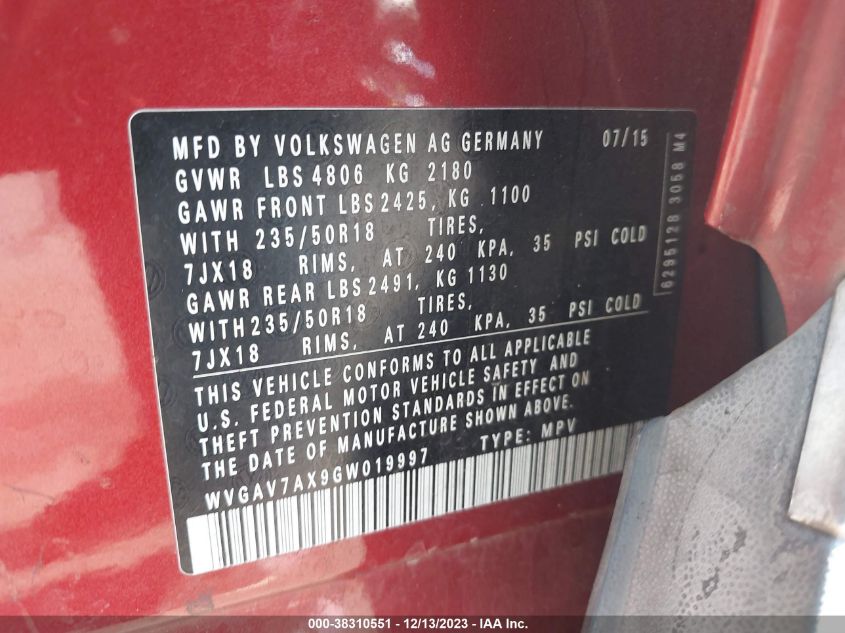 MFD BY VOLKSWAGEN AG GERMANY 07/15
GVWR LBS 4806 KG 2180
GAWR FRONT LBS 2425, KG 1100
WITH 235/50R18 TIRES,
7JX18 RIMS, AT 240 KPA, 35 PSI COLD
GAWR REAR LBS 2491, KG 1130
WITH 235/50R18 TIRES,
7JX18 RIMS, AT 240 KPA, 35 PSI COLD
THIS VEHICLE CONFORMS TO ALL APPLICABLE
U.S. FEDERAL MOTOR VEHICLE SAFETY AND
THEFT PREVENTION STANDARDS IN EFFECT ON
THE DATE OF MANUFACTURE SHOWN ABOVE.
WVGAV7AX9GW019997 TYPE: MPV
6295128 3058 M4
000-38310551 - 12/13/2023 - IAA Inc.